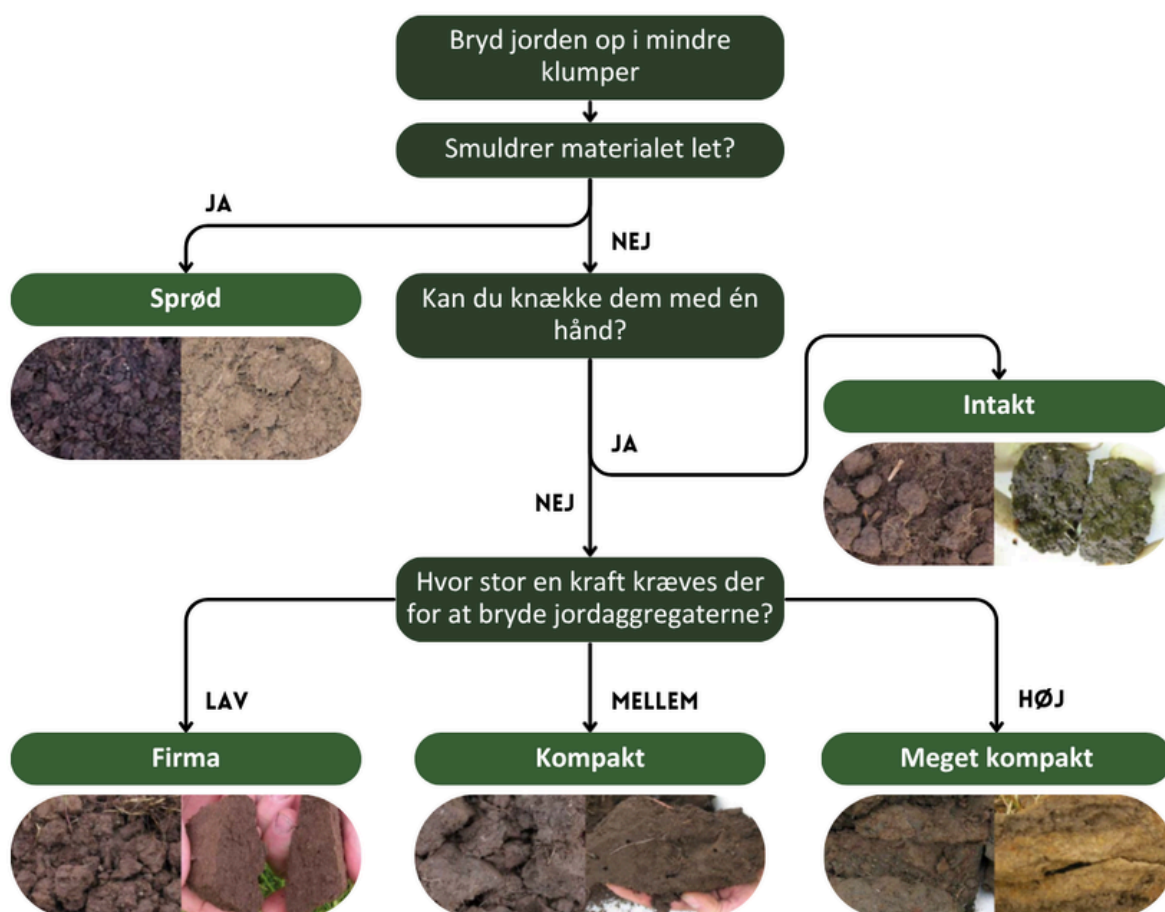 Bryd jorden op i mindre
klumper
Smuldrer materialet let?
JA
NEJ
Sprød
Kan du knække dem med én
hånd?
Intakt
JA
NEJ
Hvor stor en kraft kræves der
for at bryde jordaggregaterne?
LAV
MELLEM
HØJ
Firma
Kompakt
Meget kompakt